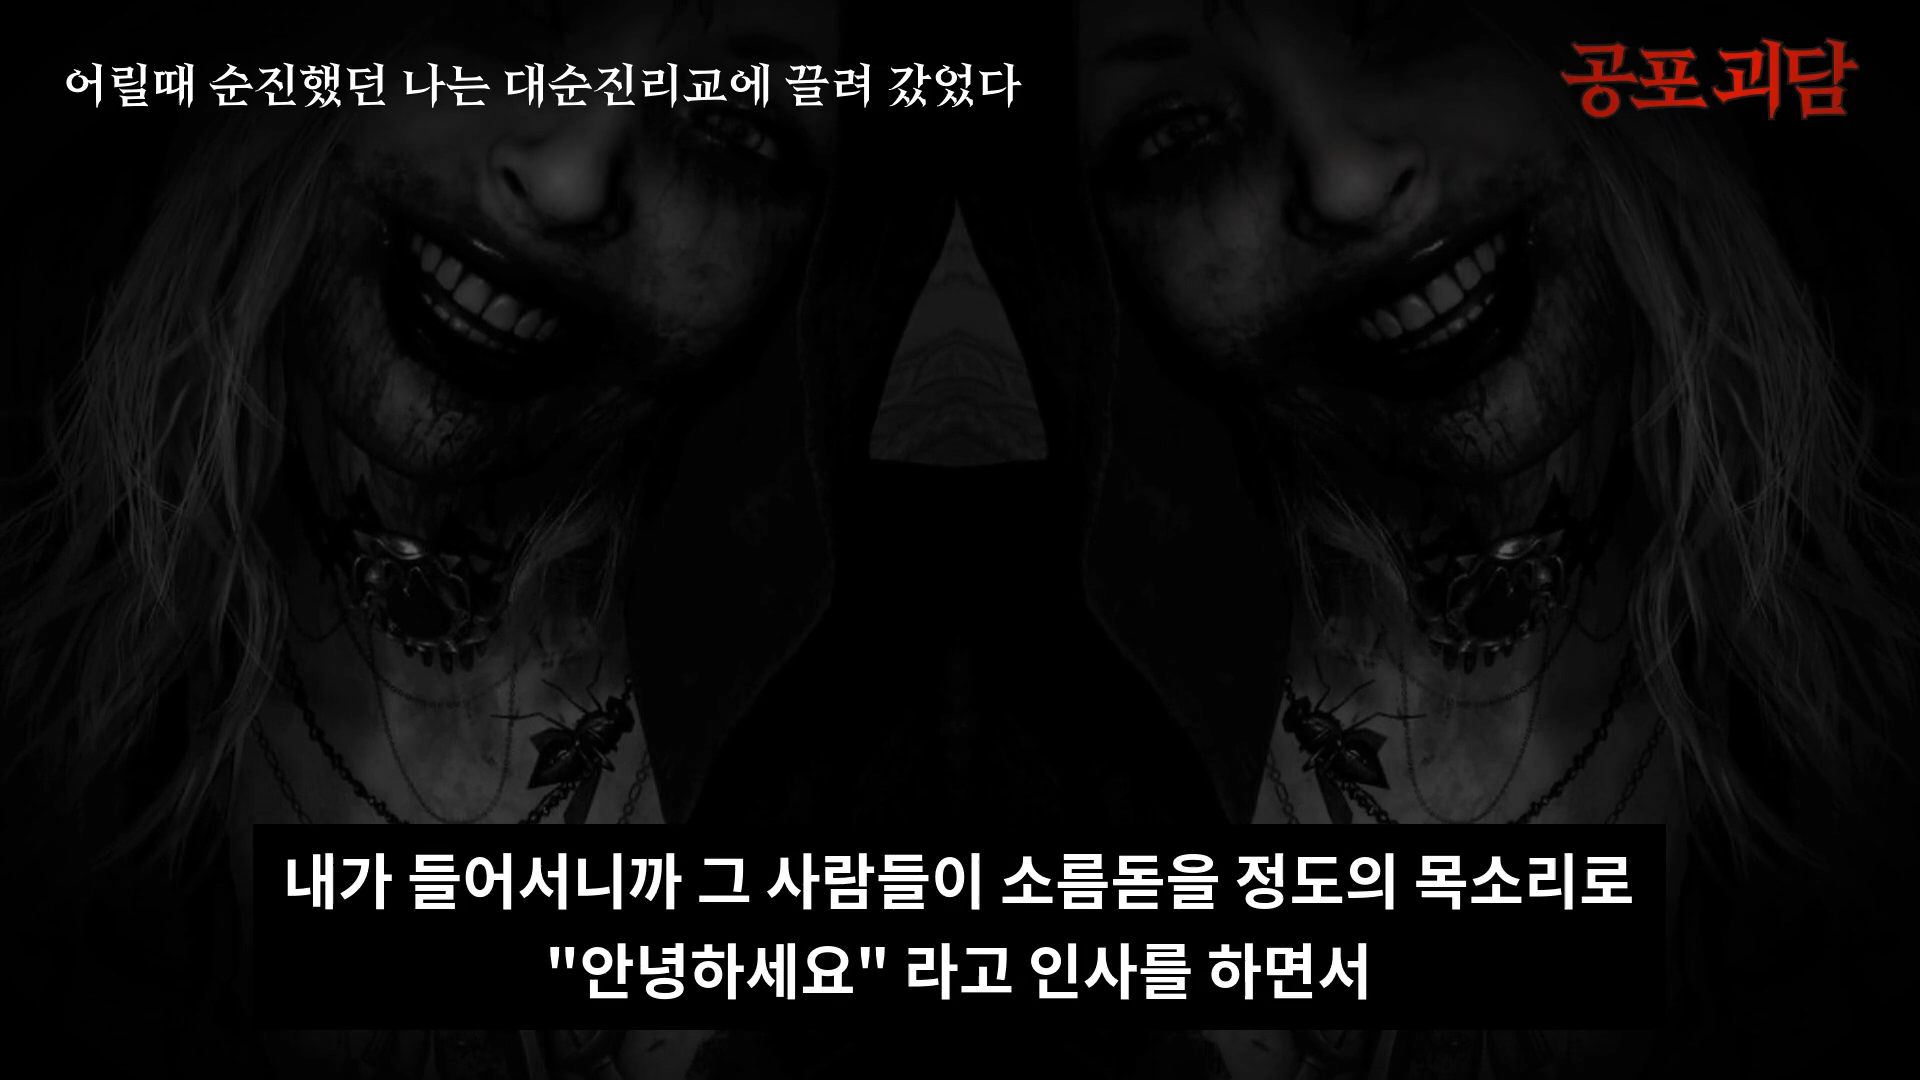 어릴때 순진했던 나는 대순진리교에 끌려 갔었다
공포 괴담
내가 들어서니까 그 사람들이 소름돋을 정도의 목소리로
"안녕하세요" 라고 인사를 하면서